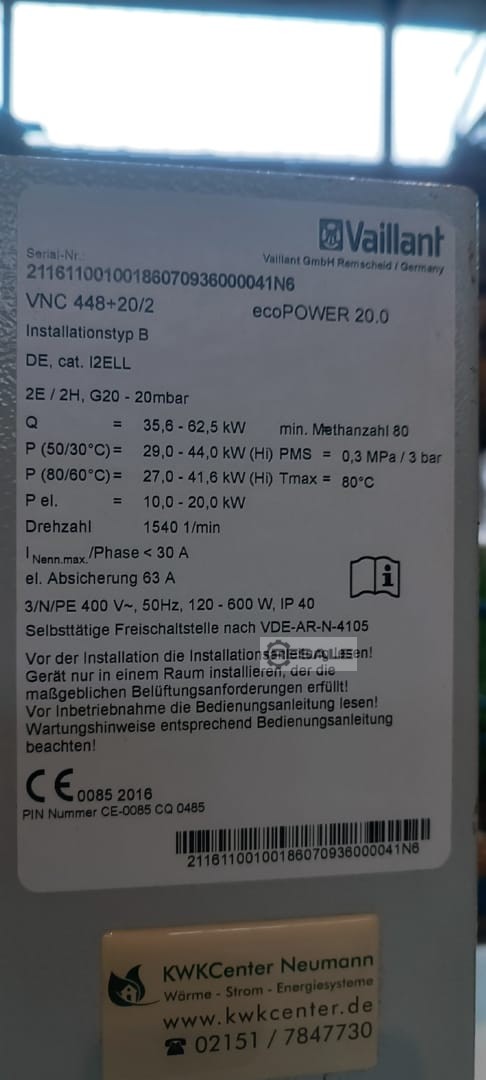 Vaillant
Serial-Nr.:
Vaillant GmbH Remscheid / Germany
21161100100186070936000041N6
VNC 448+20/2 ecoPOWER 20.0
Installationstyp B
DE, cat. I2ELL
2E / 2H, G20 - 20mbar
Q = 35,6 - 62,5 kW min. Methanzahl 80
P (50/30°C) = 29,0 - 44,0 kW (Hi) PMS = 0,3 MPa / 3 bar
P (80/60°C) = 27,0 - 41,6 kW (Hi) Tmax = 80°C
P el. = 10,0 - 20,0 kW
Drehzahl 1540 1/min
I Nenn.max./Phase < 30 A
el. Absicherung 63 A
3/N/PE 400 V~, 50Hz, 120 - 600 W, IP 40
Selbsttätige Freischaltstelle nach VDE-AR-N-4105
Vor der Installation die Installationsanleitung lesen!
Gerät nur in einem Raum installieren, der die
maßgeblichen Belüftungsanforderungen erfüllt!
Vor Inbetriebnahme die Bedienungsanleitung lesen!
Wartungshinweise entsprechend Bedienungsanleitung
beachten!
CE 0085 2016
PIN Nummer CE-0085 CQ 0485
21161100100186070936000041N6
KWKCenter Neumann
Wärme - Strom - Energiesysteme
www.kwkcenter.de
02151 / 7847730